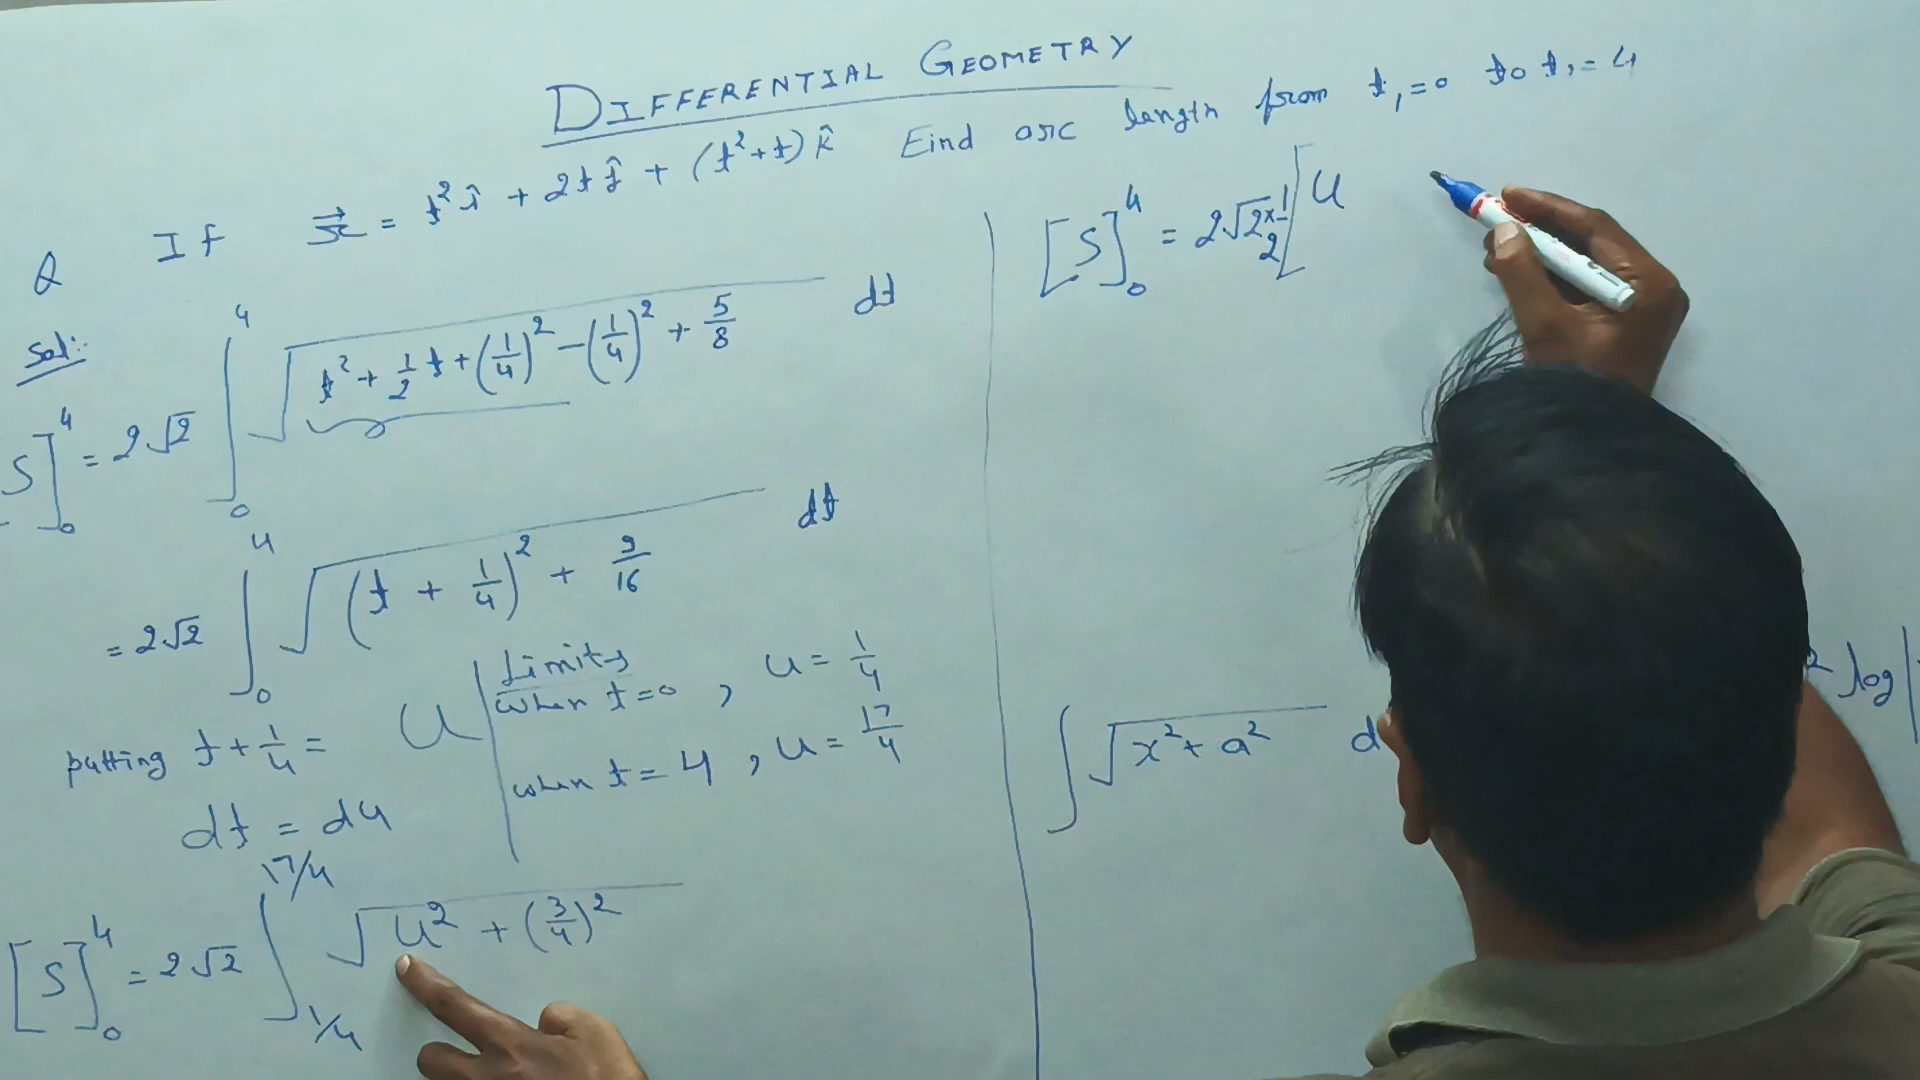 DIFFERENTIAL GEOMETRY
Q If r⃗ = t² î + 2t ĵ + (t²+t) k̂ Find arc length from t₁=0 to t₁=4
Sol:-
S]₀⁴ = 2√2 ∫₀⁴ √(t² + 1/2 t + (1/4)² − (1/4)² + 5/8) dt
= 2√2 ∫₀⁴ √((t + 1/4)² + 9/16) dt
putting t + 1/4 = u
dt = du
Limits
when t=0 , u = 1/4
when t = 4 , u = 17/4
[S]₀⁴ = 2√2 ∫_{1/4}^{17/4} √(u² + (3/4)²)
[S]₀⁴ = 2√2 × 1/2 [ u
∫ √(x² + a²) d
² log|